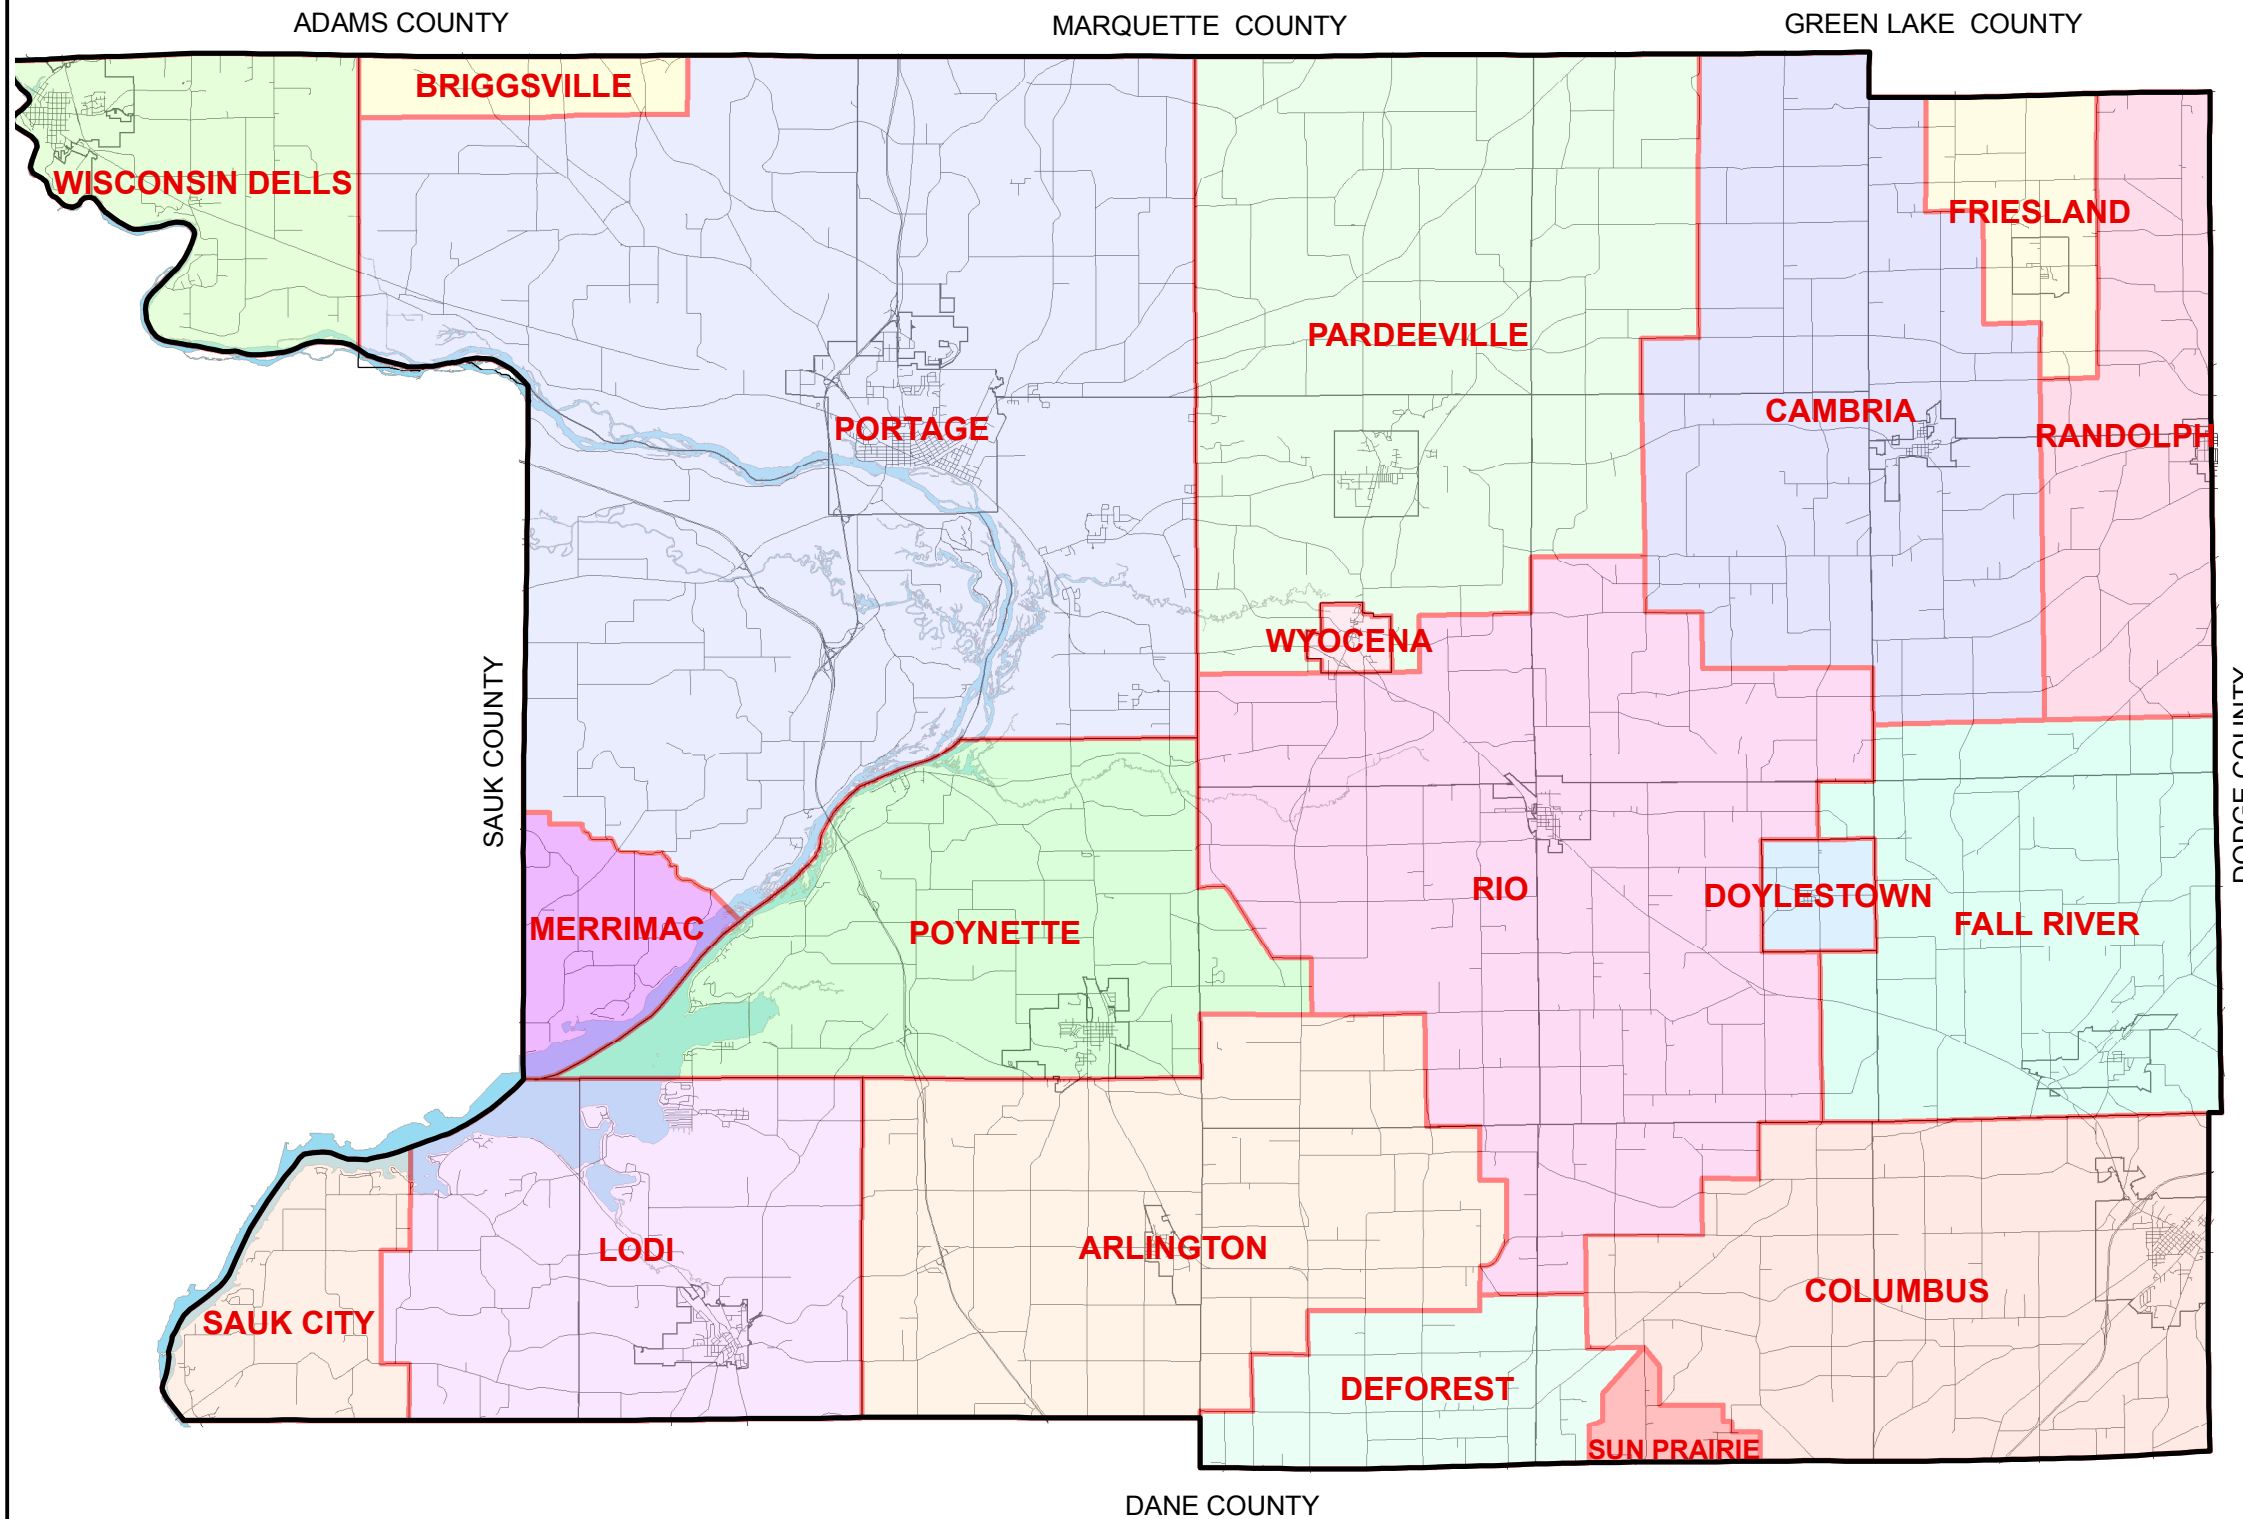 ADAMS COUNTY
MARQUETTE COUNTY
GREEN LAKE COUNTY
BRIGGSVILLE
WISCONSIN DELLS
FRIESLAND
PARDEEVILLE
CAMBRIA
PORTAGE
RANDOLPH
WYOCENA
SAUK COUNTY
DODGE COUNTY
RIO
DOYLESTOWN
FALL RIVER
MERRIMAC
POYNETTE
LODI
ARLINGTON
COLUMBUS
SAUK CITY
DEFOREST
SUN PRAIRIE
DANE COUNTY